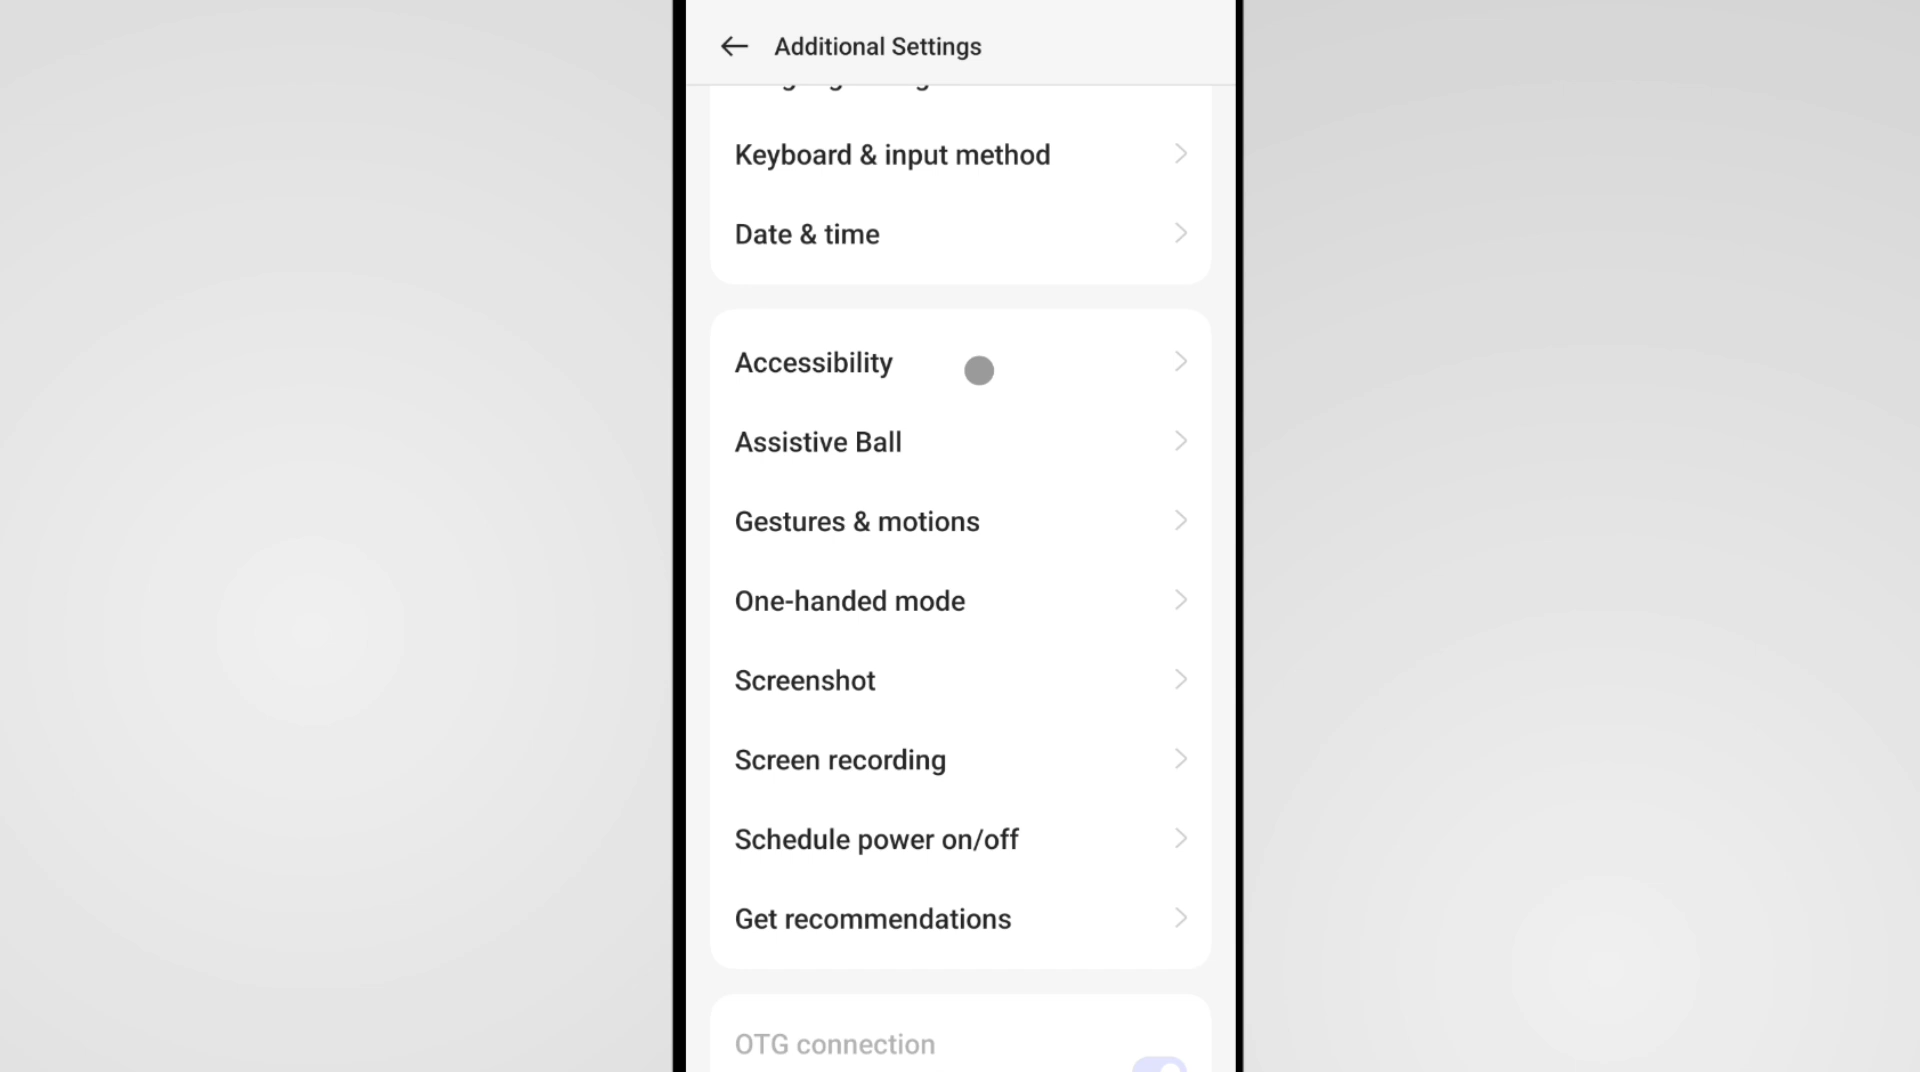 Additional Settings
Keyboard & input method
Date & time
Accessibility
Assistive Ball
Gestures & motions
One-handed mode
Screenshot
Screen recording
Schedule power on/off
Get recommendations
OTG connection